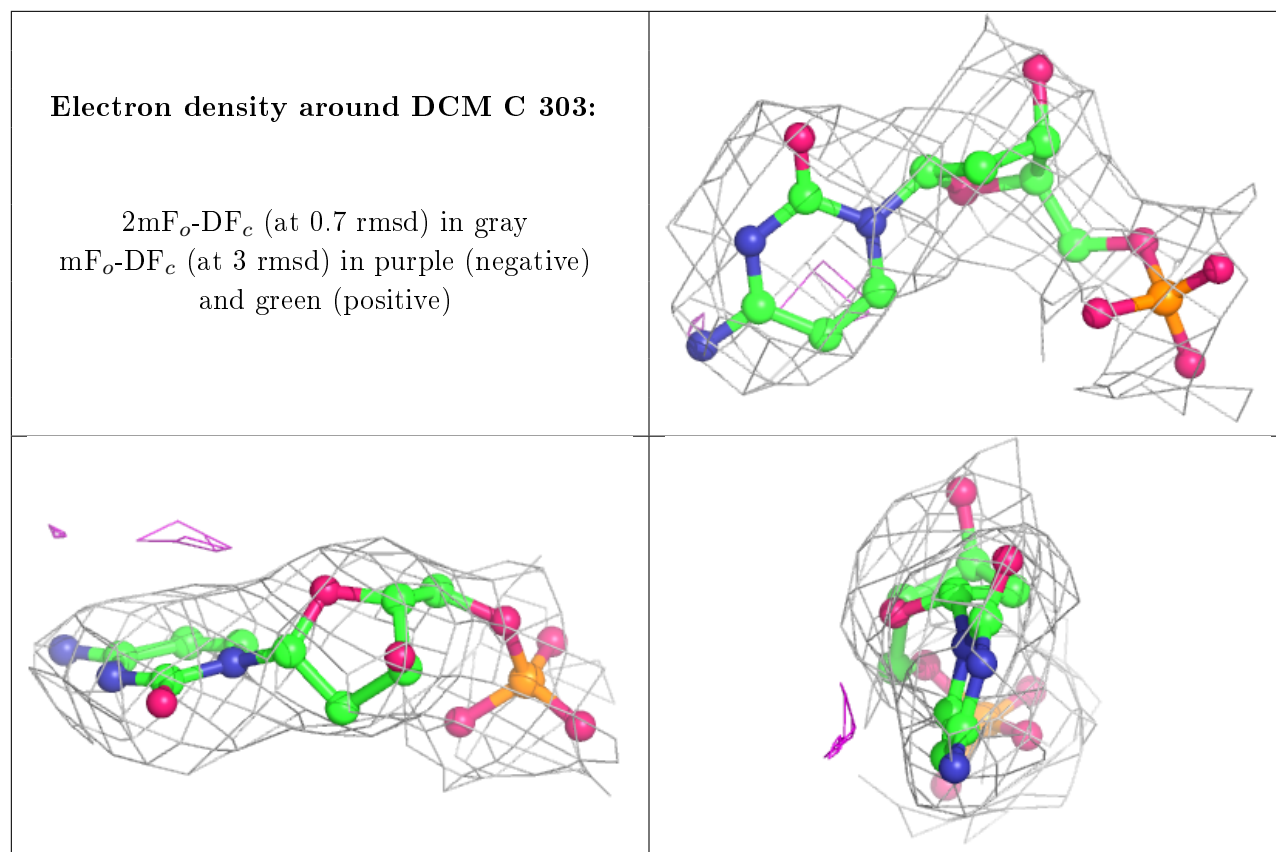 Electron density around DCM C 303:
2mFo-DFc (at 0.7 rmsd) in gray
mFo-DFc (at 3 rmsd) in purple (negative)
and green (positive)